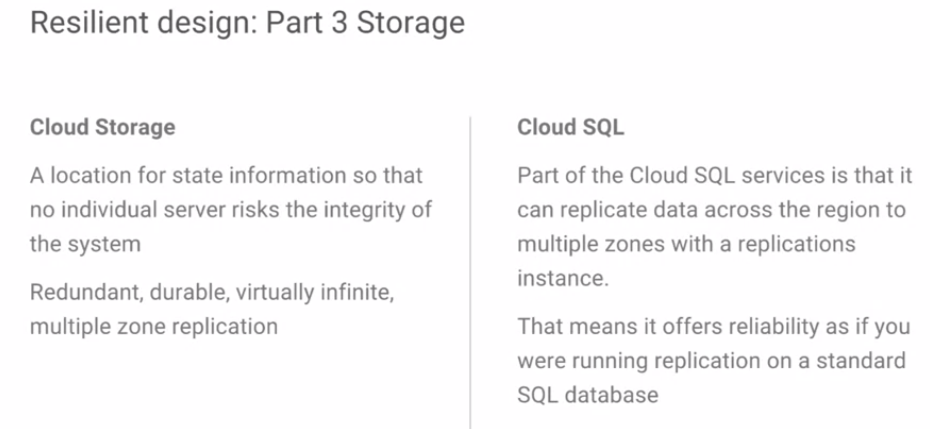 Resilient design: Part 3 Storage
Cloud Storage
A location for state information so that
no individual server risks the integrity of
the system
Redundant, durable, virtually infinite,
multiple zone replication
Cloud SQL
Part of the Cloud SQL services is that it
can replicate data across the region to
multiple zones with a replications
instance.
That means it offers reliability as if you
were running replication on a standard
SQL database